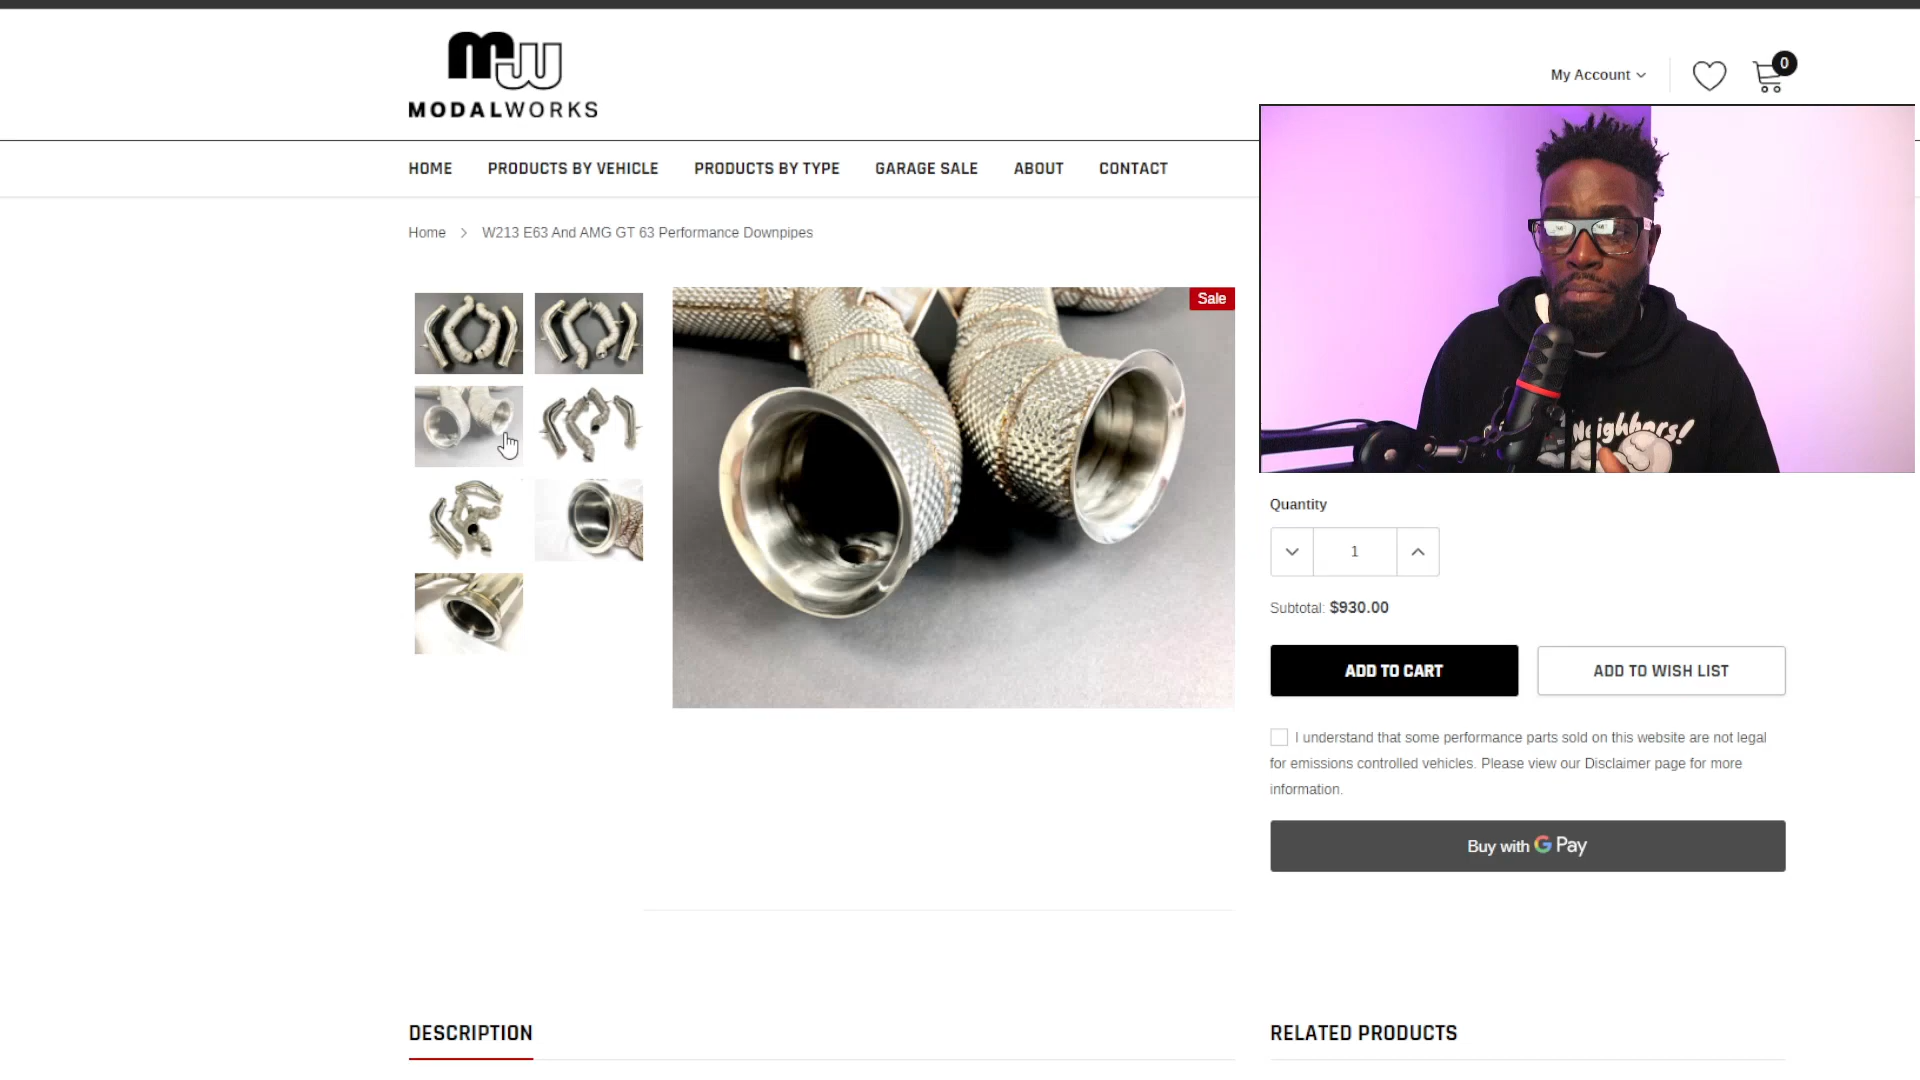 mw
MODALWORKS
My Account
0
HOME
PRODUCTS BY VEHICLE
PRODUCTS BY TYPE
GARAGE SALE
ABOUT
CONTACT
Home
W213 E63 And AMG GT 63 Performance Downpipes
Sale
Neighbors!
Quantity
1
Subtotal: $930.00
ADD TO CART
ADD TO WISH LIST
I understand that some performance parts sold on this website are not legal
for emissions controlled vehicles. Please view our Disclaimer page for more
information.
Buy with G Pay
DESCRIPTION
RELATED PRODUCTS